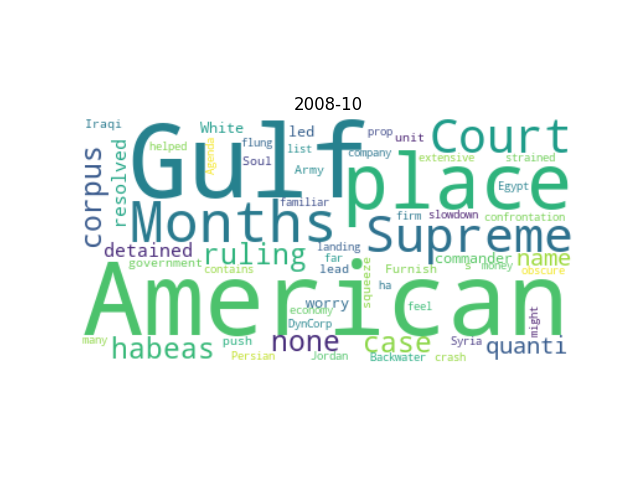 2008-10
Iraqi
helped
White
Agenda
flung
Soul
led
list
Army
Gulf
prop
company
unit
Court
extensive
strained
corpus
resolved
Months
familiar
place
Egypt
firm
slowdown
confrontation
Supreme
detained
government
contains
ruling
landing
far
lead
squeeze
Furnish
commander
s
money
name
obscure
American
worry
economy
DynCorp
ha
feel
might
many
habeas
push
Persian
none
Jordan
case
Backwater
crash
Syria
quanti